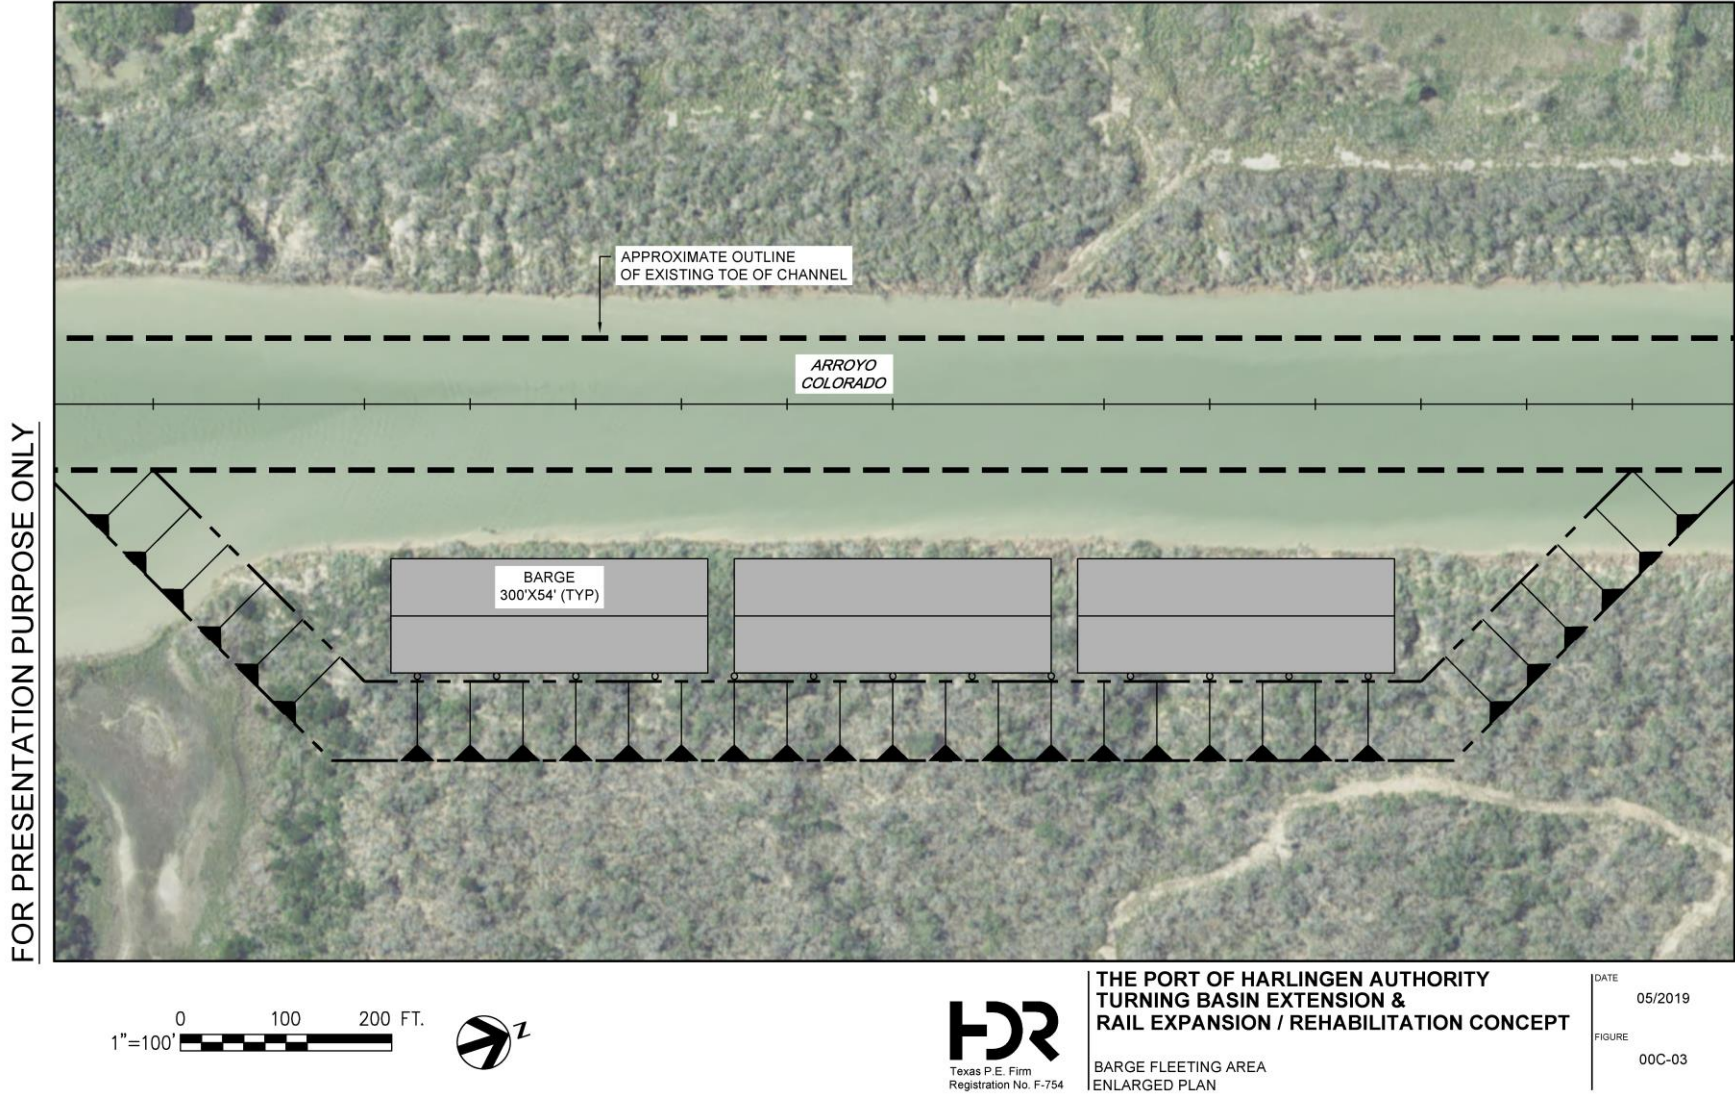 FOR PRESENTATION PURPOSE ONLY
APPROXIMATE OUTLINE
OF EXISTING TOE OF CHANNEL
ARROYO
COLORADO
BARGE
300'X54' (TYP)
0 100 200 FT.
1"=100'
Z
HDR
Texas P.E. Firm
Registration No. F-754
THE PORT OF HARLINGEN AUTHORITY
TURNING BASIN EXTENSION &
RAIL EXPANSION / REHABILITATION CONCEPT
BARGE FLEETING AREA
ENLARGED PLAN
DATE
05/2019
FIGURE
00C-03